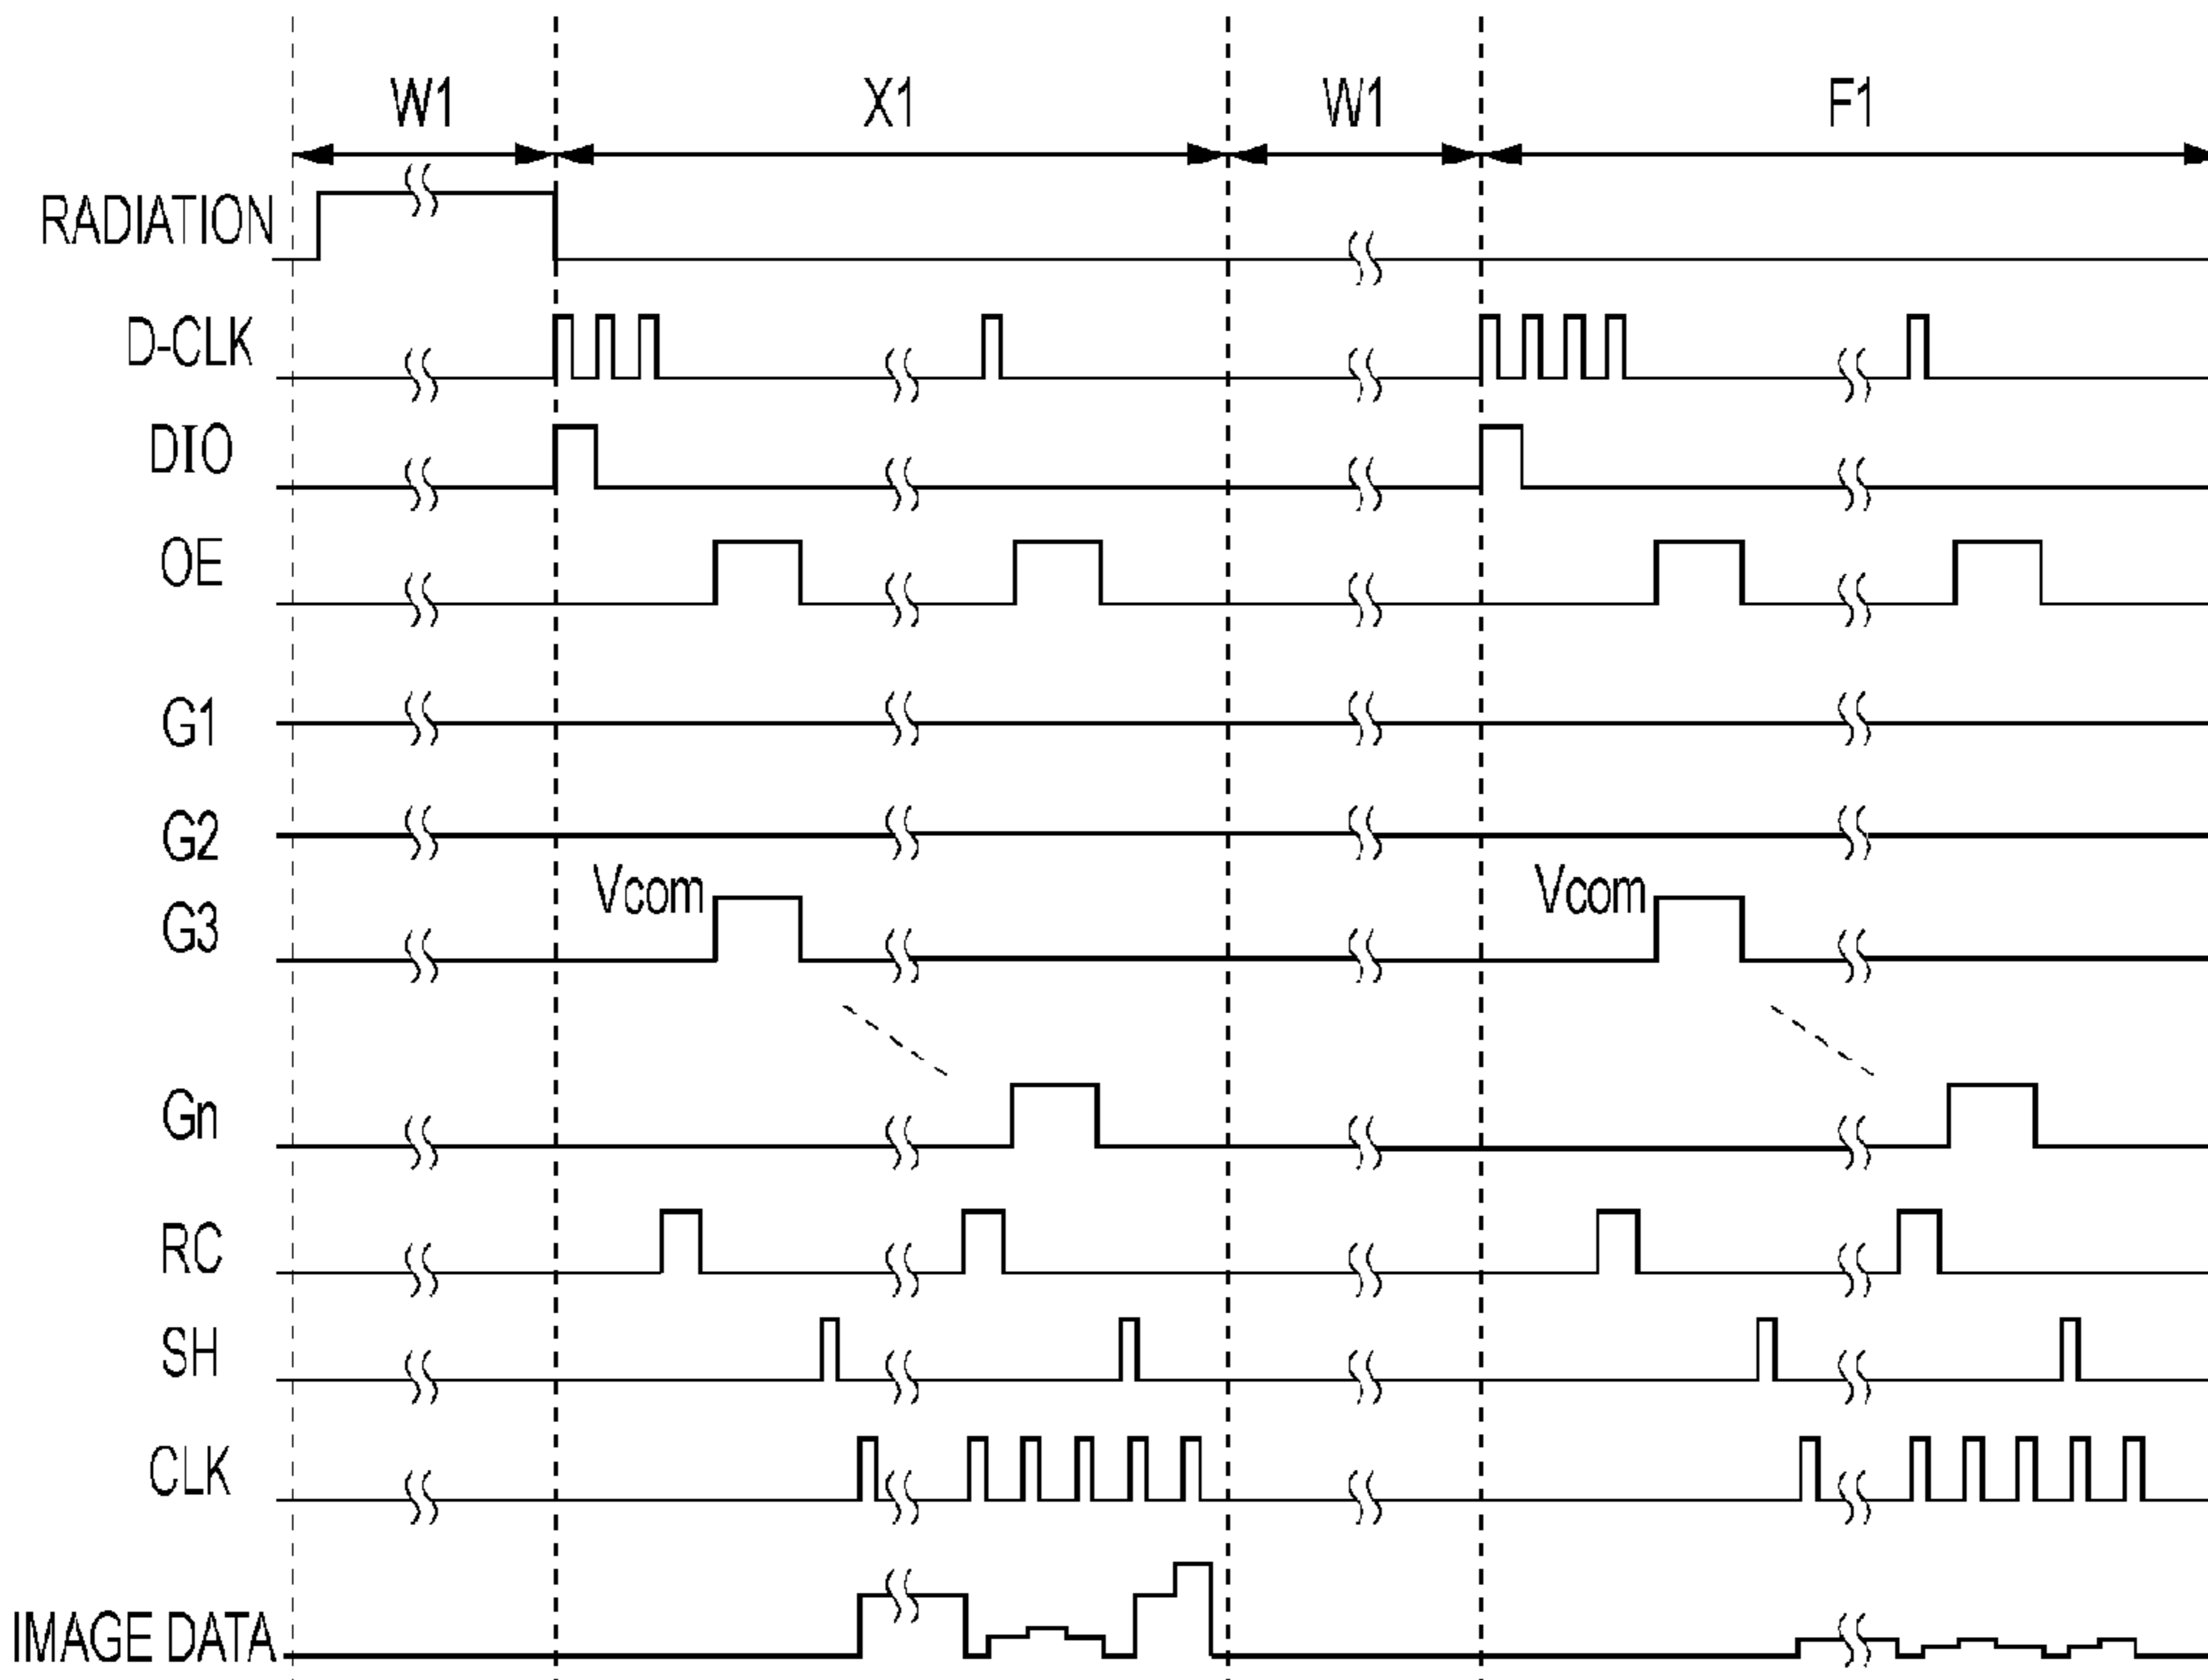 W1 X1 W1 F1
RADIATION
D-CLK
DIO
OE
G1
G2
Vcom Vcom
G3
Gn
RC
SH
CLK
IMAGE DATA